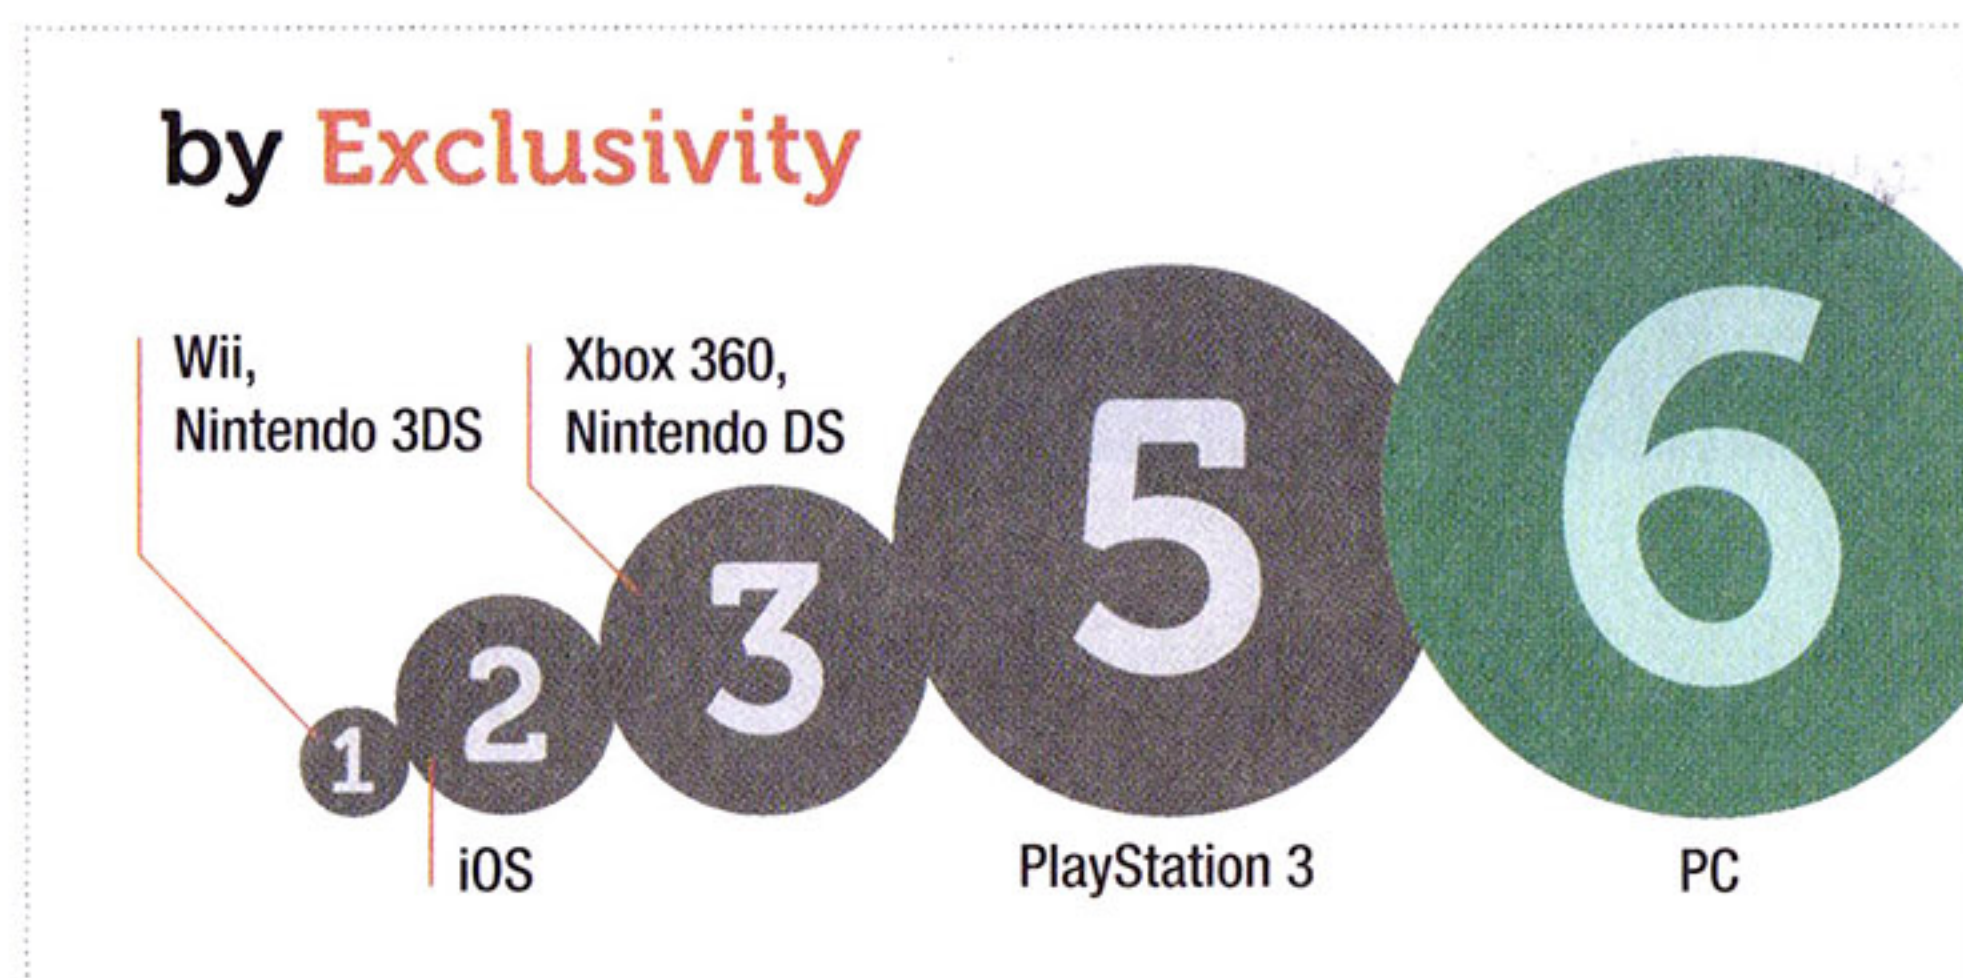 by Exclusivity
Wii,
Nintendo 3DS
Xbox 360,
Nintendo DS
1
2
3
5
6
iOS
PlayStation 3
PC